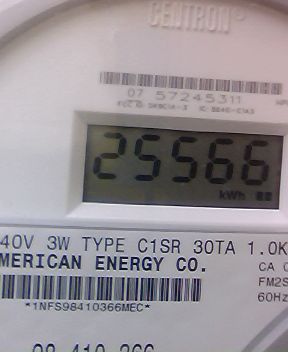 CENTRON®
07 57245311
25566
kWh
40V 3W TYPE C1SR 30TA 1.0K
MERICAN ENERGY CO.
CA 0
FM2S
60Hz
*1NFS98410366MEC*